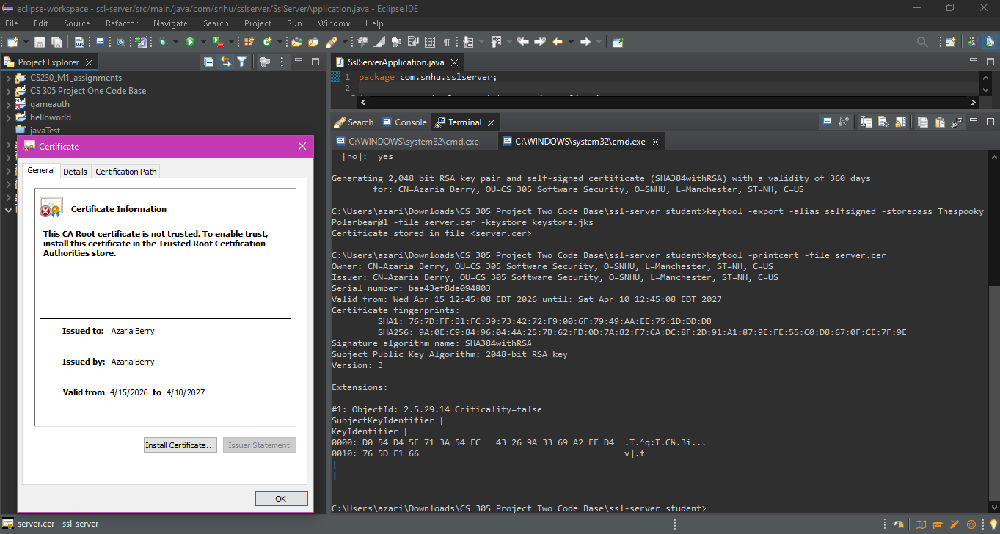 eclipse-workspace - ssl-server/src/main/java/com/snhu/sslserver/SslServerApplication.java - Eclipse IDE
File Edit Source Refactor Navigate Search Project Run Window Help
Project Explorer
CS230_M1_assignments
CS 305 Project One Code Base
gameauth
helloworld
javaTest
Certificate
General Details Certification Path
Certificate Information
This CA Root certificate is not trusted. To enable trust,
install this certificate in the Trusted Root Certification
Authorities store.
Issued to: Azaria Berry
Issued by: Azaria Berry
Valid from 4/15/2026 to 4/10/2027
Install Certificate... Issuer Statement
OK
SslServerApplication.java
1 package com.snhu.sslserver;
2
Search Console Terminal
C:\WINDOWS\system32\cmd.exe C:\WINDOWS\system32\cmd.exe
[no]: yes
Generating 2,048 bit RSA key pair and self-signed certificate (SHA384withRSA) with a validity of 360 days
for: CN=Azaria Berry, OU=CS 305 Software Security, O=SNHU, L=Manchester, ST=NH, C=US
C:\Users\azari\Downloads\CS 305 Project Two Code Base\ssl-server_student>keytool -export -alias selfsigned -storepass Thespooky
Polarbear@1 -file server.cer -keystore keystore.jks
Certificate stored in file <server.cer>
C:\Users\azari\Downloads\CS 305 Project Two Code Base\ssl-server_student>keytool -printcert -file server.cer
Owner: CN=Azaria Berry, OU=CS 305 Software Security, O=SNHU, L=Manchester, ST=NH, C=US
Issuer: CN=Azaria Berry, OU=CS 305 Software Security, O=SNHU, L=Manchester, ST=NH, C=US
Serial number: baa43ef8de094803
Valid from: Wed Apr 15 12:45:08 EDT 2026 until: Sat Apr 10 12:45:08 EDT 2027
Certificate fingerprints:
SHA1: 76:7D:FF:B1:FC:39:73:42:72:F9:00:6F:79:49:AA:EE:75:1D:DD:DB
SHA256: 9A:0E:C9:84:96:04:4A:25:7B:62:FD:0D:7A:82:F7:CA:DC:8F:2D:91:A1:87:9E:FE:55:C0:D8:67:0F:CE:7F:9E
Signature algorithm name: SHA384withRSA
Subject Public Key Algorithm: 2048-bit RSA key
Version: 3
Extensions:
#1: ObjectId: 2.5.29.14 Criticality=false
SubjectKeyIdentifier [
KeyIdentifier [
0000: D0 54 D4 5E 71 3A 54 EC 43 26 9A 33 69 A2 FE D4 .T.^q:T.C&.3i...
0010: 76 5D E1 66 v].f
]
]
C:\Users\azari\Downloads\CS 305 Project Two Code Base\ssl-server_student>
server.cer - ssl-server